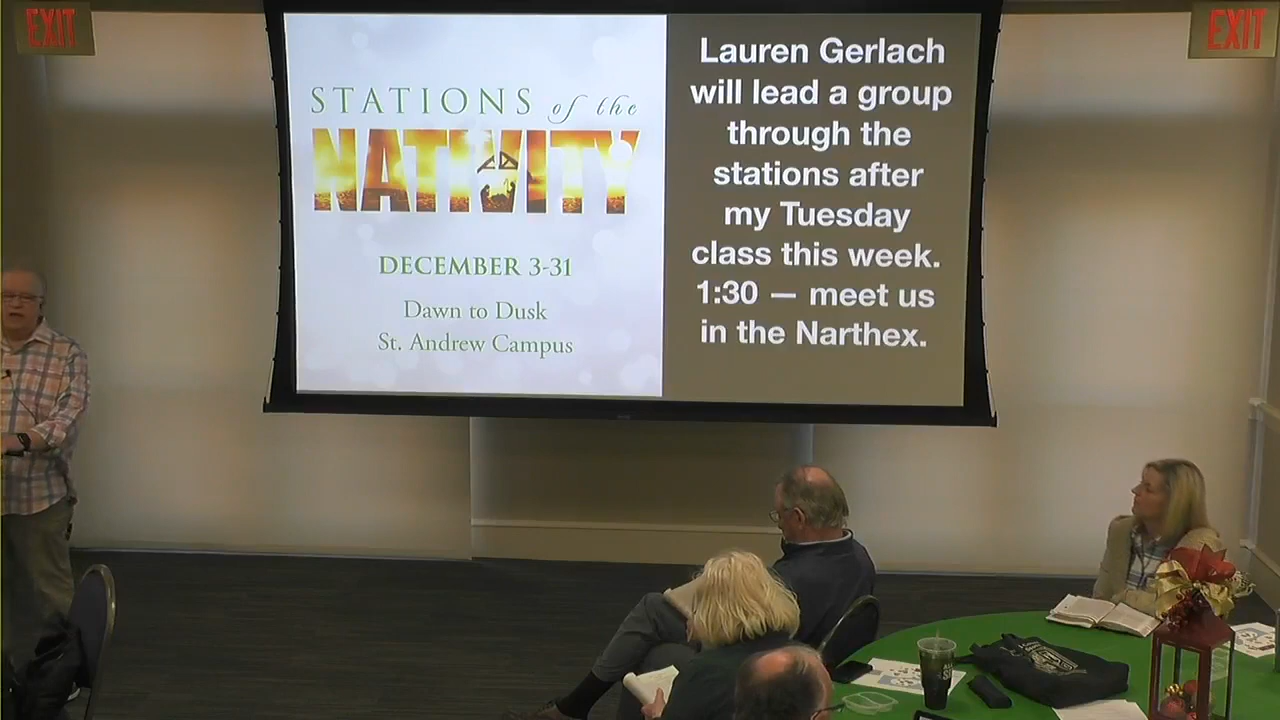 EXIT
EXIT
STATIONS of the
NATIVITY
DECEMBER 3-31
Dawn to Dusk
St. Andrew Campus
Lauren Gerlach
will lead a group
through the
stations after
my Tuesday
class this week.
1:30 — meet us
in the Narthex.